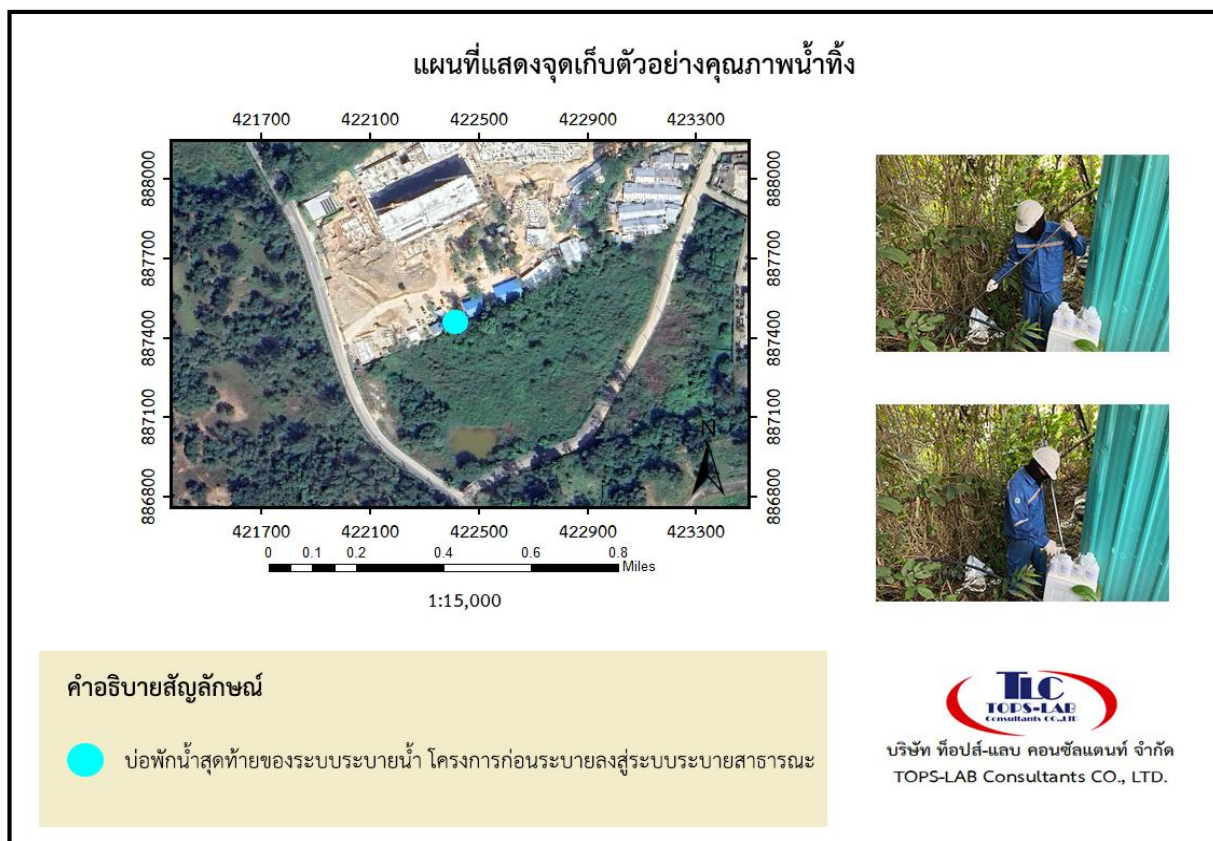 แผนที่แสดงจุดเก็บตัวอย่างคุณภาพน้ำทิ้ง
421700 422100 422500 422900 423300
888000 888000
887700 887700
887400 887400
887100 887100
N
886800 886800
421700 422100 422500 422900 423300
0 0.1 0.2 0.4 0.6 0.8
Miles
1:15,000
คำอธิบายสัญลักษณ์
บ่อพักน้ำสุดท้ายของระบบระบายน้ำ โครงการก่อนระบายลงสู่ระบบระบายสาธารณะ
TLC
TOPS-LAB
Consultants CO.,LTD
บริษัท ท็อปส์-แลบ คอนซัลแตนท์ จำกัด
TOPS-LAB Consultants CO., LTD.